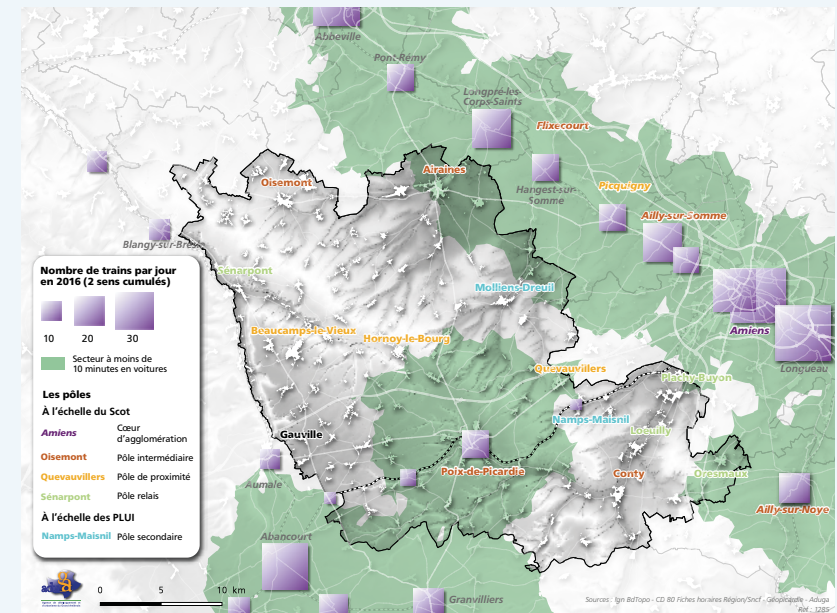 Abbeville
Pont-Rémy
Longpré-les-
Corps-Saints
Flixecourt
Airaines
Oisemont
Hangest-sur-
Somme
Picquigny
Ailly-sur-Somme
Blangy-sur-Bresle
Sénarpont
Molliens-Dreuil
Amiens
Beaucamps-le-Vieux
Hornoy-le-Bourg
Longueau
Quevauvillers
Plachy-Buyon
Namps-Maisnil
Loeuilly
Gauville
Poix-de-Picardie
Conty
Oresmaux
Aumale
Ailly-sur-Noye
Abancourt
Granvilliers
Nombre de trains par jour
en 2016 (2 sens cumulés)
10 20 30
Secteur à moins de
10 minutes en voitures
Les pôles
À l'échelle du Scot
Amiens Cœur
d'agglomération
Oisemont Pôle intermédiaire
Quevauvillers Pôle de proximité
Sénarpont Pôle relais
À l'échelle des PLUI
Namps-Maisnil Pôle secondaire
0 5 10 km
Sources : Ign BdTopo - CD 80 Fiches horaires Région/Sncf - Géopicardie - Aduga
Réf : 1289